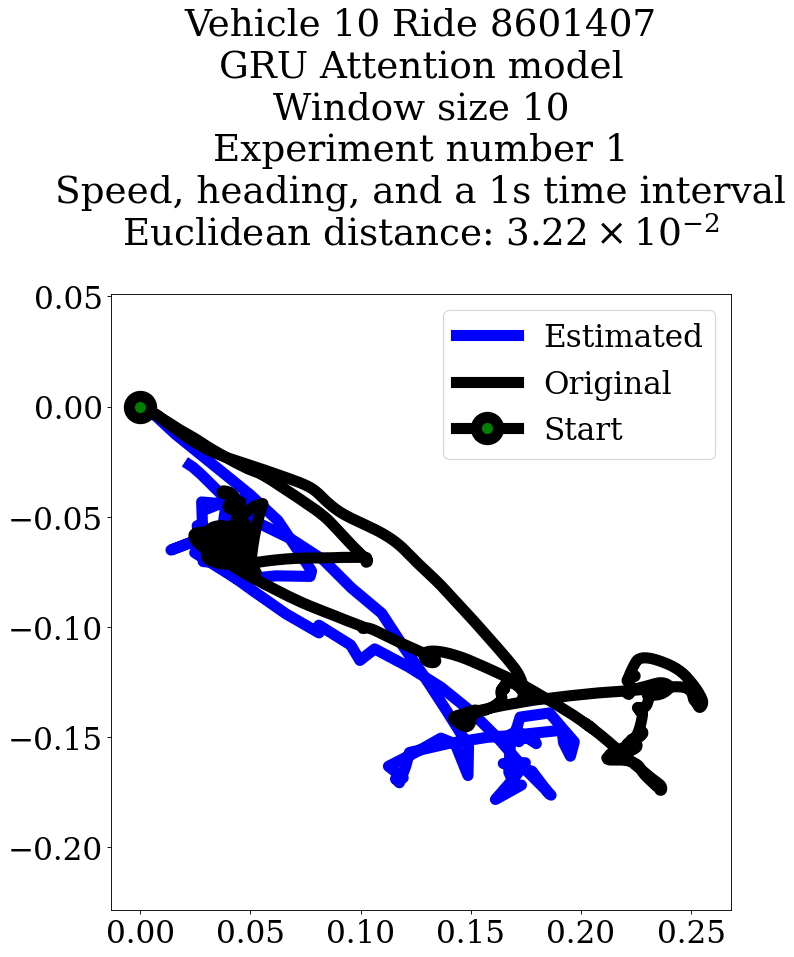 Vehicle 10 Ride 8601407
GRU Attention model
Window size 10
Experiment number 1
Speed, heading, and a 1s time interval
Euclidean distance: 3.22 × 10⁻²
Estimated
Original
Start
0.05
0.00
−0.05
−0.10
−0.15
−0.20
0.00 0.05 0.10 0.15 0.20 0.25